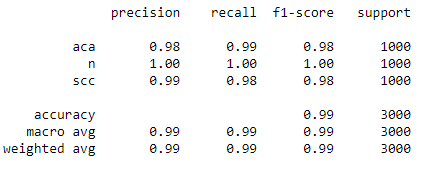 precision recall f1-score support
aca 0.98 0.99 0.98 1000
n 1.00 1.00 1.00 1000
scc 0.99 0.98 0.98 1000
accuracy 0.99 3000
macro avg 0.99 0.99 0.99 3000
weighted avg 0.99 0.99 0.99 3000